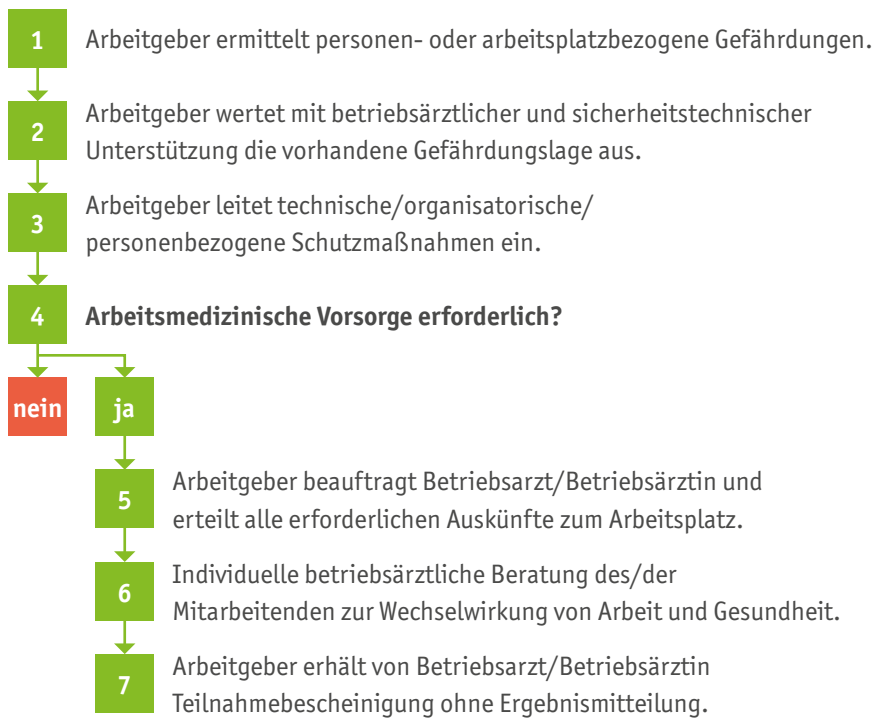 1 Arbeitgeber ermittelt personen- oder arbeitsplatzbezogene Gefährdungen.
2 Arbeitgeber wertet mit betriebsärztlicher und sicherheitstechnischer
Unterstützung die vorhandene Gefährdungslage aus.
3 Arbeitgeber leitet technische/organisatorische/
personenbezogene Schutzmaßnahmen ein.
4 Arbeitsmedizinische Vorsorge erforderlich?
nein ja
5 Arbeitgeber beauftragt Betriebsarzt/Betriebsärztin und
erteilt alle erforderlichen Auskünfte zum Arbeitsplatz.
6 Individuelle betriebsärztliche Beratung des/der
Mitarbeitenden zur Wechselwirkung von Arbeit und Gesundheit.
7 Arbeitgeber erhält von Betriebsarzt/Betriebsärztin
Teilnahmebescheinigung ohne Ergebnismitteilung.